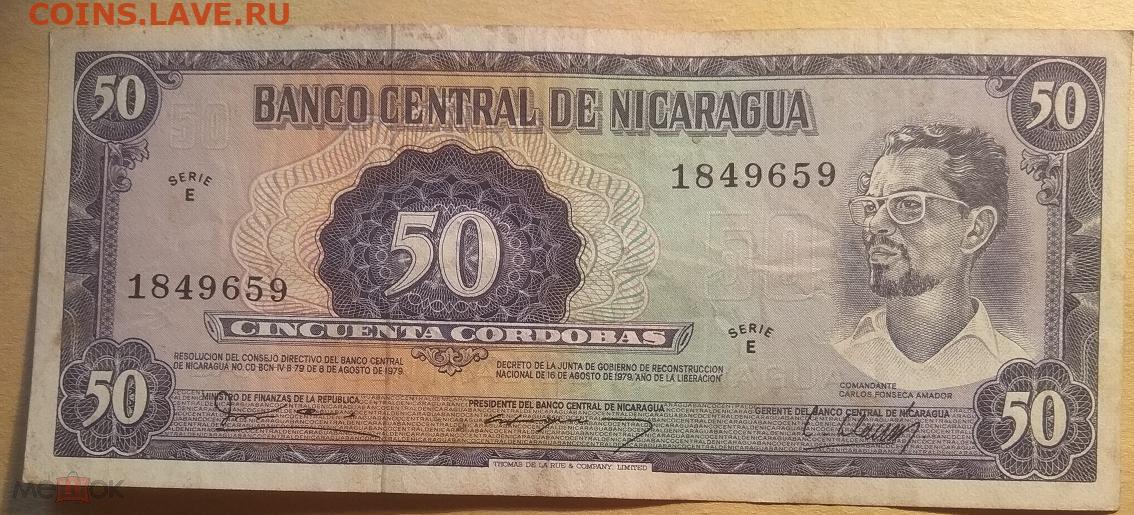 COINS.LAVE.RU
50
50
BANCO CENTRAL DE NICARAGUA
50
SERIE
E
1849659
50
50
1849659
CINCUENTA CORDOBAS
SERIE
E
RESOLUCION DEL CONSEJO DIRECTIVO DEL BANCO CENTRAL
DE NICARAGUA NO. CD-BCN-IV-8-79 DE 8 DE AGOSTO DE 1979.
DECRETO DE LA JUNTA DE GOBIERNO DE RECONSTRUCCION
NACIONAL DE 16 DE AGOSTO DE 1979, "AÑO DE LA LIBERACION"
COMANDANTE
CARLOS FONSECA AMADOR
50
MINISTRO DE FINANZAS DE LA REPUBLICA
PRESIDENTE DEL BANCO CENTRAL DE NICARAGUA
GERENTE DEL BANCO CENTRAL DE NICARAGUA
50
THOMAS DE LA RUE & COMPANY, LIMITED